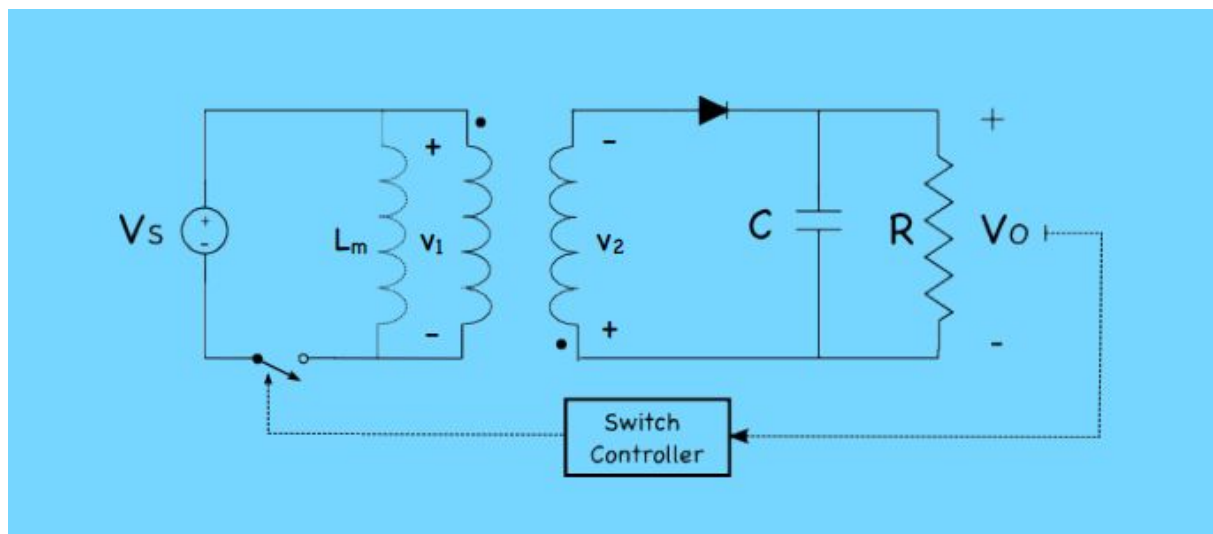 +
-
+
Vs
+
-
Lm
v1
v2
C
R
Vo
-
+
-
Switch
Controller